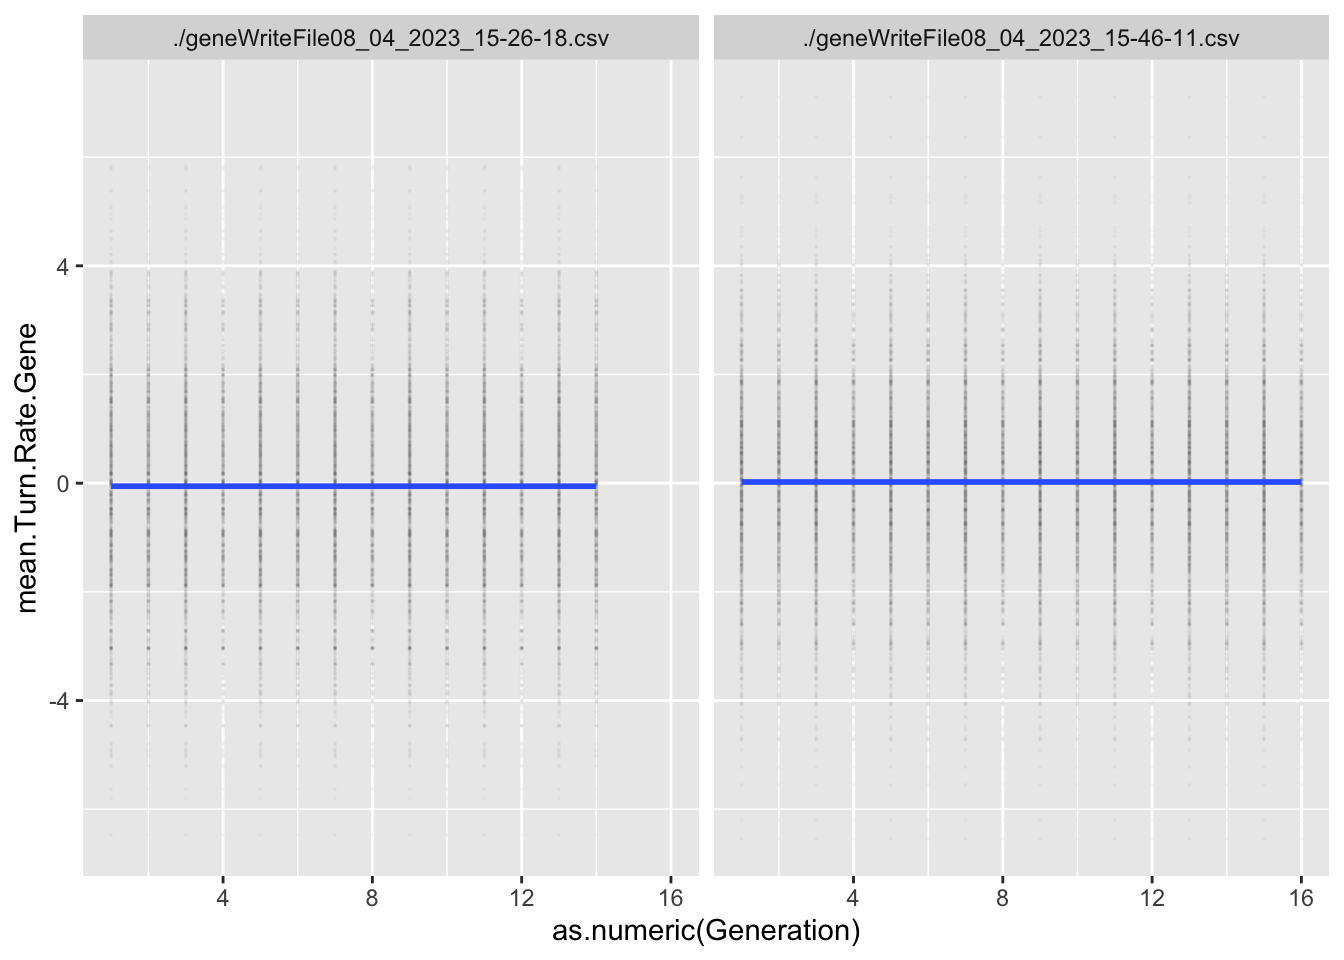 ./geneWriteFile08_04_2023_15-26-18.csv
./geneWriteFile08_04_2023_15-46-11.csv
mean.Turn.Rate.Gene
4
0
-4
4
8
12
16
4
8
12
16
as.numeric(Generation)